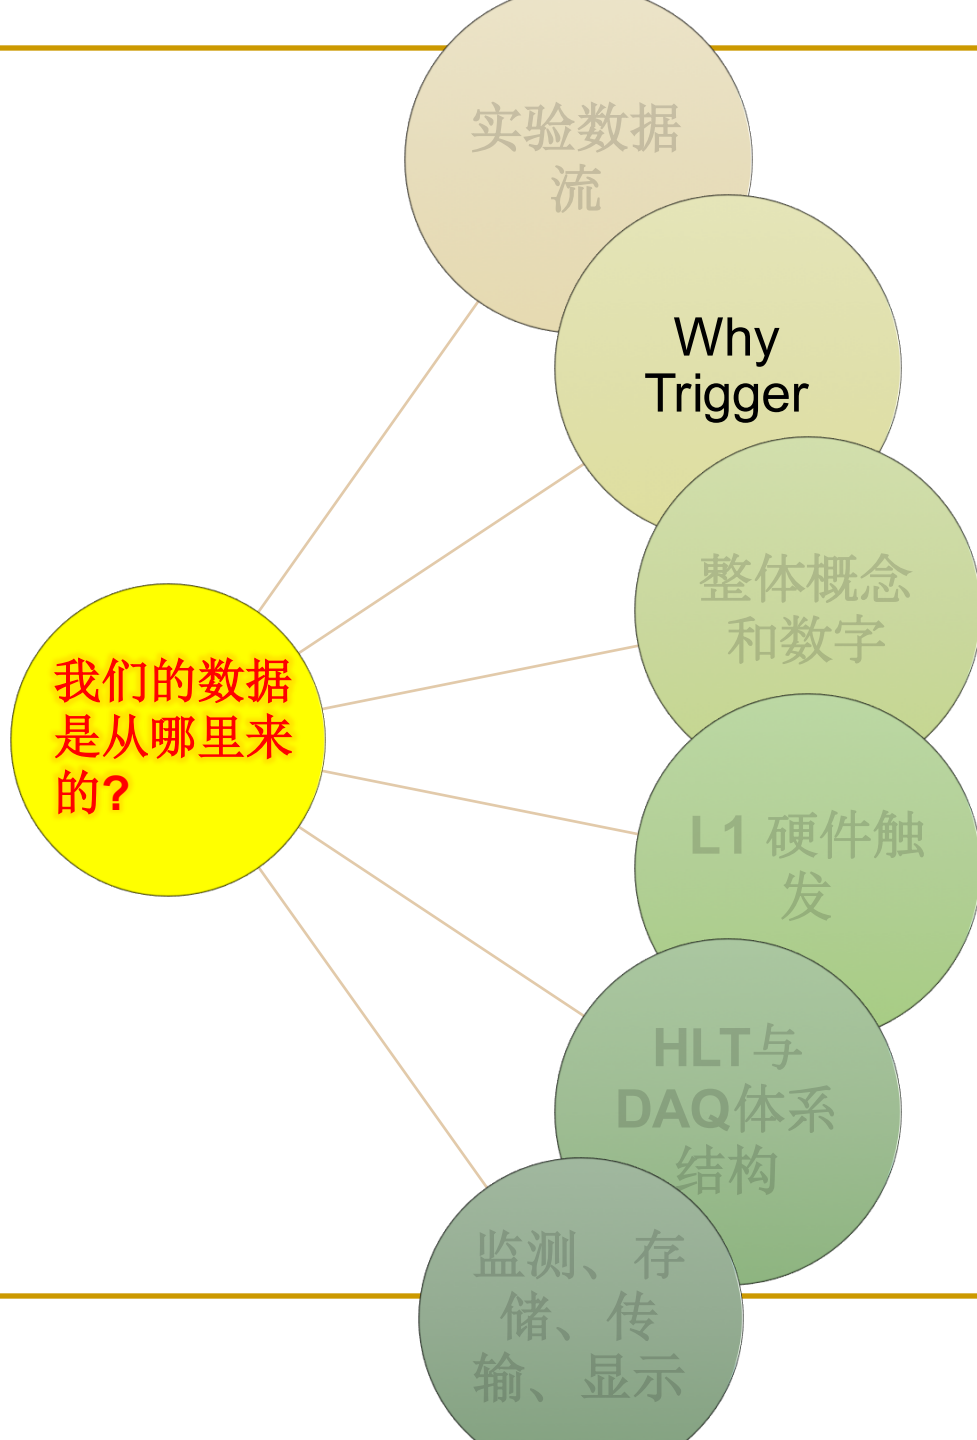 实验数据
流
Why
Trigger
整体概念
和数字
我们的数据
是从哪里来
的?
L1 硬件触
发
HLT与
DAQ体系
结构
监测、存
储、传
输、显示